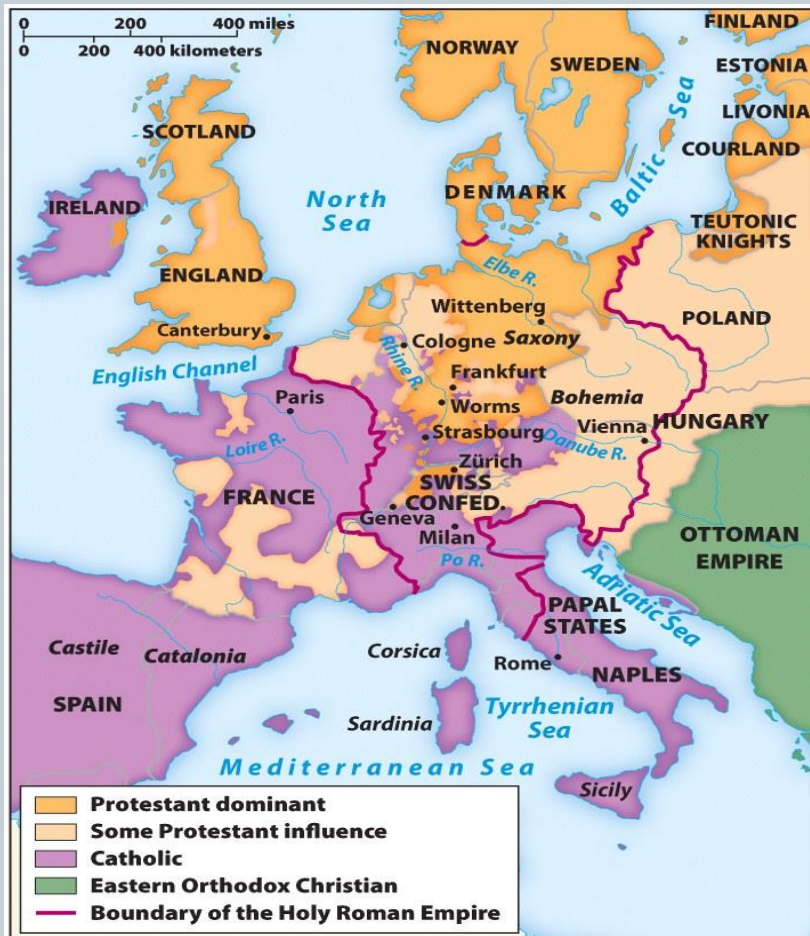 0 200 400 miles
0 200 400 kilometers
FINLAND
NORWAY
SWEDEN
ESTONIA
LIVONIA
COURLAND
Baltic Sea
SCOTLAND
North
Sea
DENMARK
IRELAND
TEUTONIC
KNIGHTS
ENGLAND
Elbe R.
Wittenberg
POLAND
Canterbury
Cologne
Saxony
Rhine R.
English Channel
Frankfurt
Paris
Bohemia
Worms
Vienna
HUNGARY
Strasbourg
Danube R.
Loire R.
Zürich
FRANCE
SWISS
CONFED.
Geneva
Milan
OTTOMAN
EMPIRE
Po R.
Adriatic Sea
PAPAL
STATES
Castile
Catalonia
Corsica
Rome
NAPLES
SPAIN
Sardinia
Tyrrhenian
Sea
Mediterranean Sea
Sicily
Protestant dominant
Some Protestant influence
Catholic
Eastern Orthodox Christian
Boundary of the Holy Roman Empire